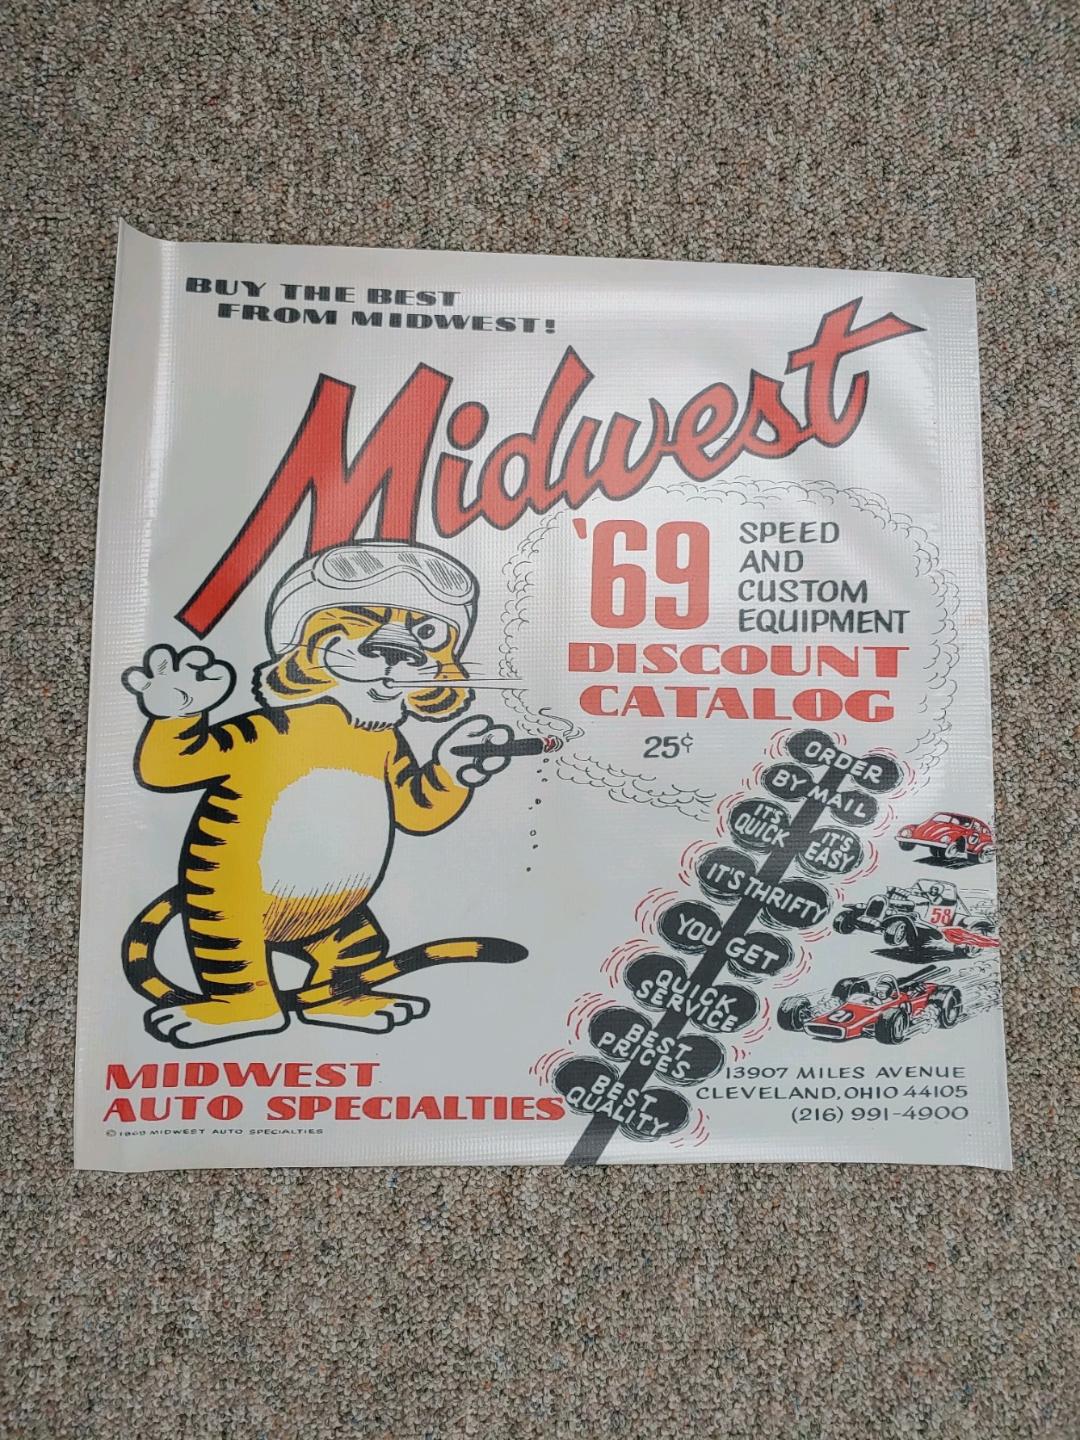 BUY THE BEST
FROM MIDWEST!
Midwest
'69
SPEED
AND
CUSTOM
EQUIPMENT
DISCOUNT
CATALOG
25¢
ORDER
BY MAIL
IT'S
QUICK
IT'S
EASY
IT'S THRIFTY
YOU GET
QUICK
SERVICE
BEST
PRICES
BEST
QUALITY
58
21
MIDWEST
AUTO SPECIALTIES
© 1969 MIDWEST AUTO SPECIALTIES
13907 MILES AVENUE
CLEVELAND, OHIO 44105
(216) 991-4900